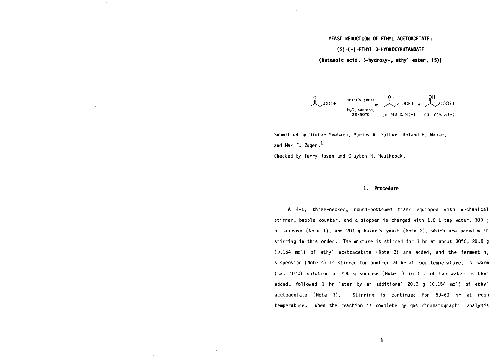 YEAST REDUCTION OF ETHYL ACETOACETATE:
(S)-(+)-ETHYL 3-HYDROXYBUTANOATE
(Butanoic acid, 3-hydroxy-, ethyl ester, (S))
baker's yeast
H2O, sucrose,
Submitted by
and Max F. Züger.1
Checked by Terry Rosen and Clayton H. Heathcock.
1. Procedure
A 4-L, three-necked, round-bottomed flask equipped with mechanical
stirrer, bubble counter, and a stopper is charged with 1.6 L tap water, 300 g
of sucrose (Note 1), and 200 g baker's yeast (Note 2), which are added with
stirring in this order. The mixture is stirred for 1 hr at about 30°C, 20.0 g
(0.154 mol) of ethyl acetoacetate (Note 3) are added, and the fermenting
suspension (Note 4) is stirred for another 24 hr at room temperature. A warm
(ca. 40°C) solution of 200 g sucrose (Note 1) in 1 L of tap water is then
added, followed 1 hr later by an additional 20.0 g (0.154 mol) of ethyl
acetoacetate (Note 3). Stirring is continued for 50-60 hr at room
temperature. When the reaction is complete by gas chromatographic analysis